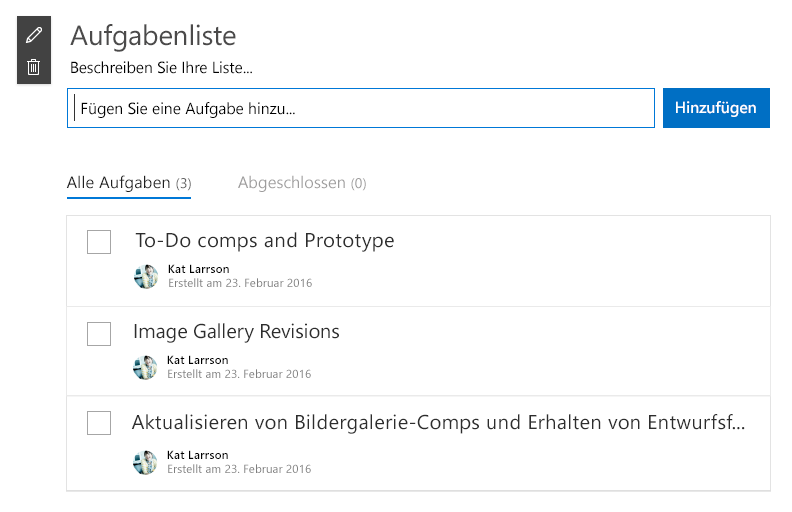 Aufgabenliste
Beschreiben Sie Ihre Liste...
Fügen Sie eine Aufgabe hinzu...
Hinzufügen
Alle Aufgaben (3)
Abgeschlossen (0)
To-Do comps and Prototype
Kat Larrson
Erstellt am 23. Februar 2016
Image Gallery Revisions
Kat Larrson
Erstellt am 23. Februar 2016
Aktualisieren von Bildergalerie-Comps und Erhalten von Entwurfsf...
Kat Larrson
Erstellt am 23. Februar 2016